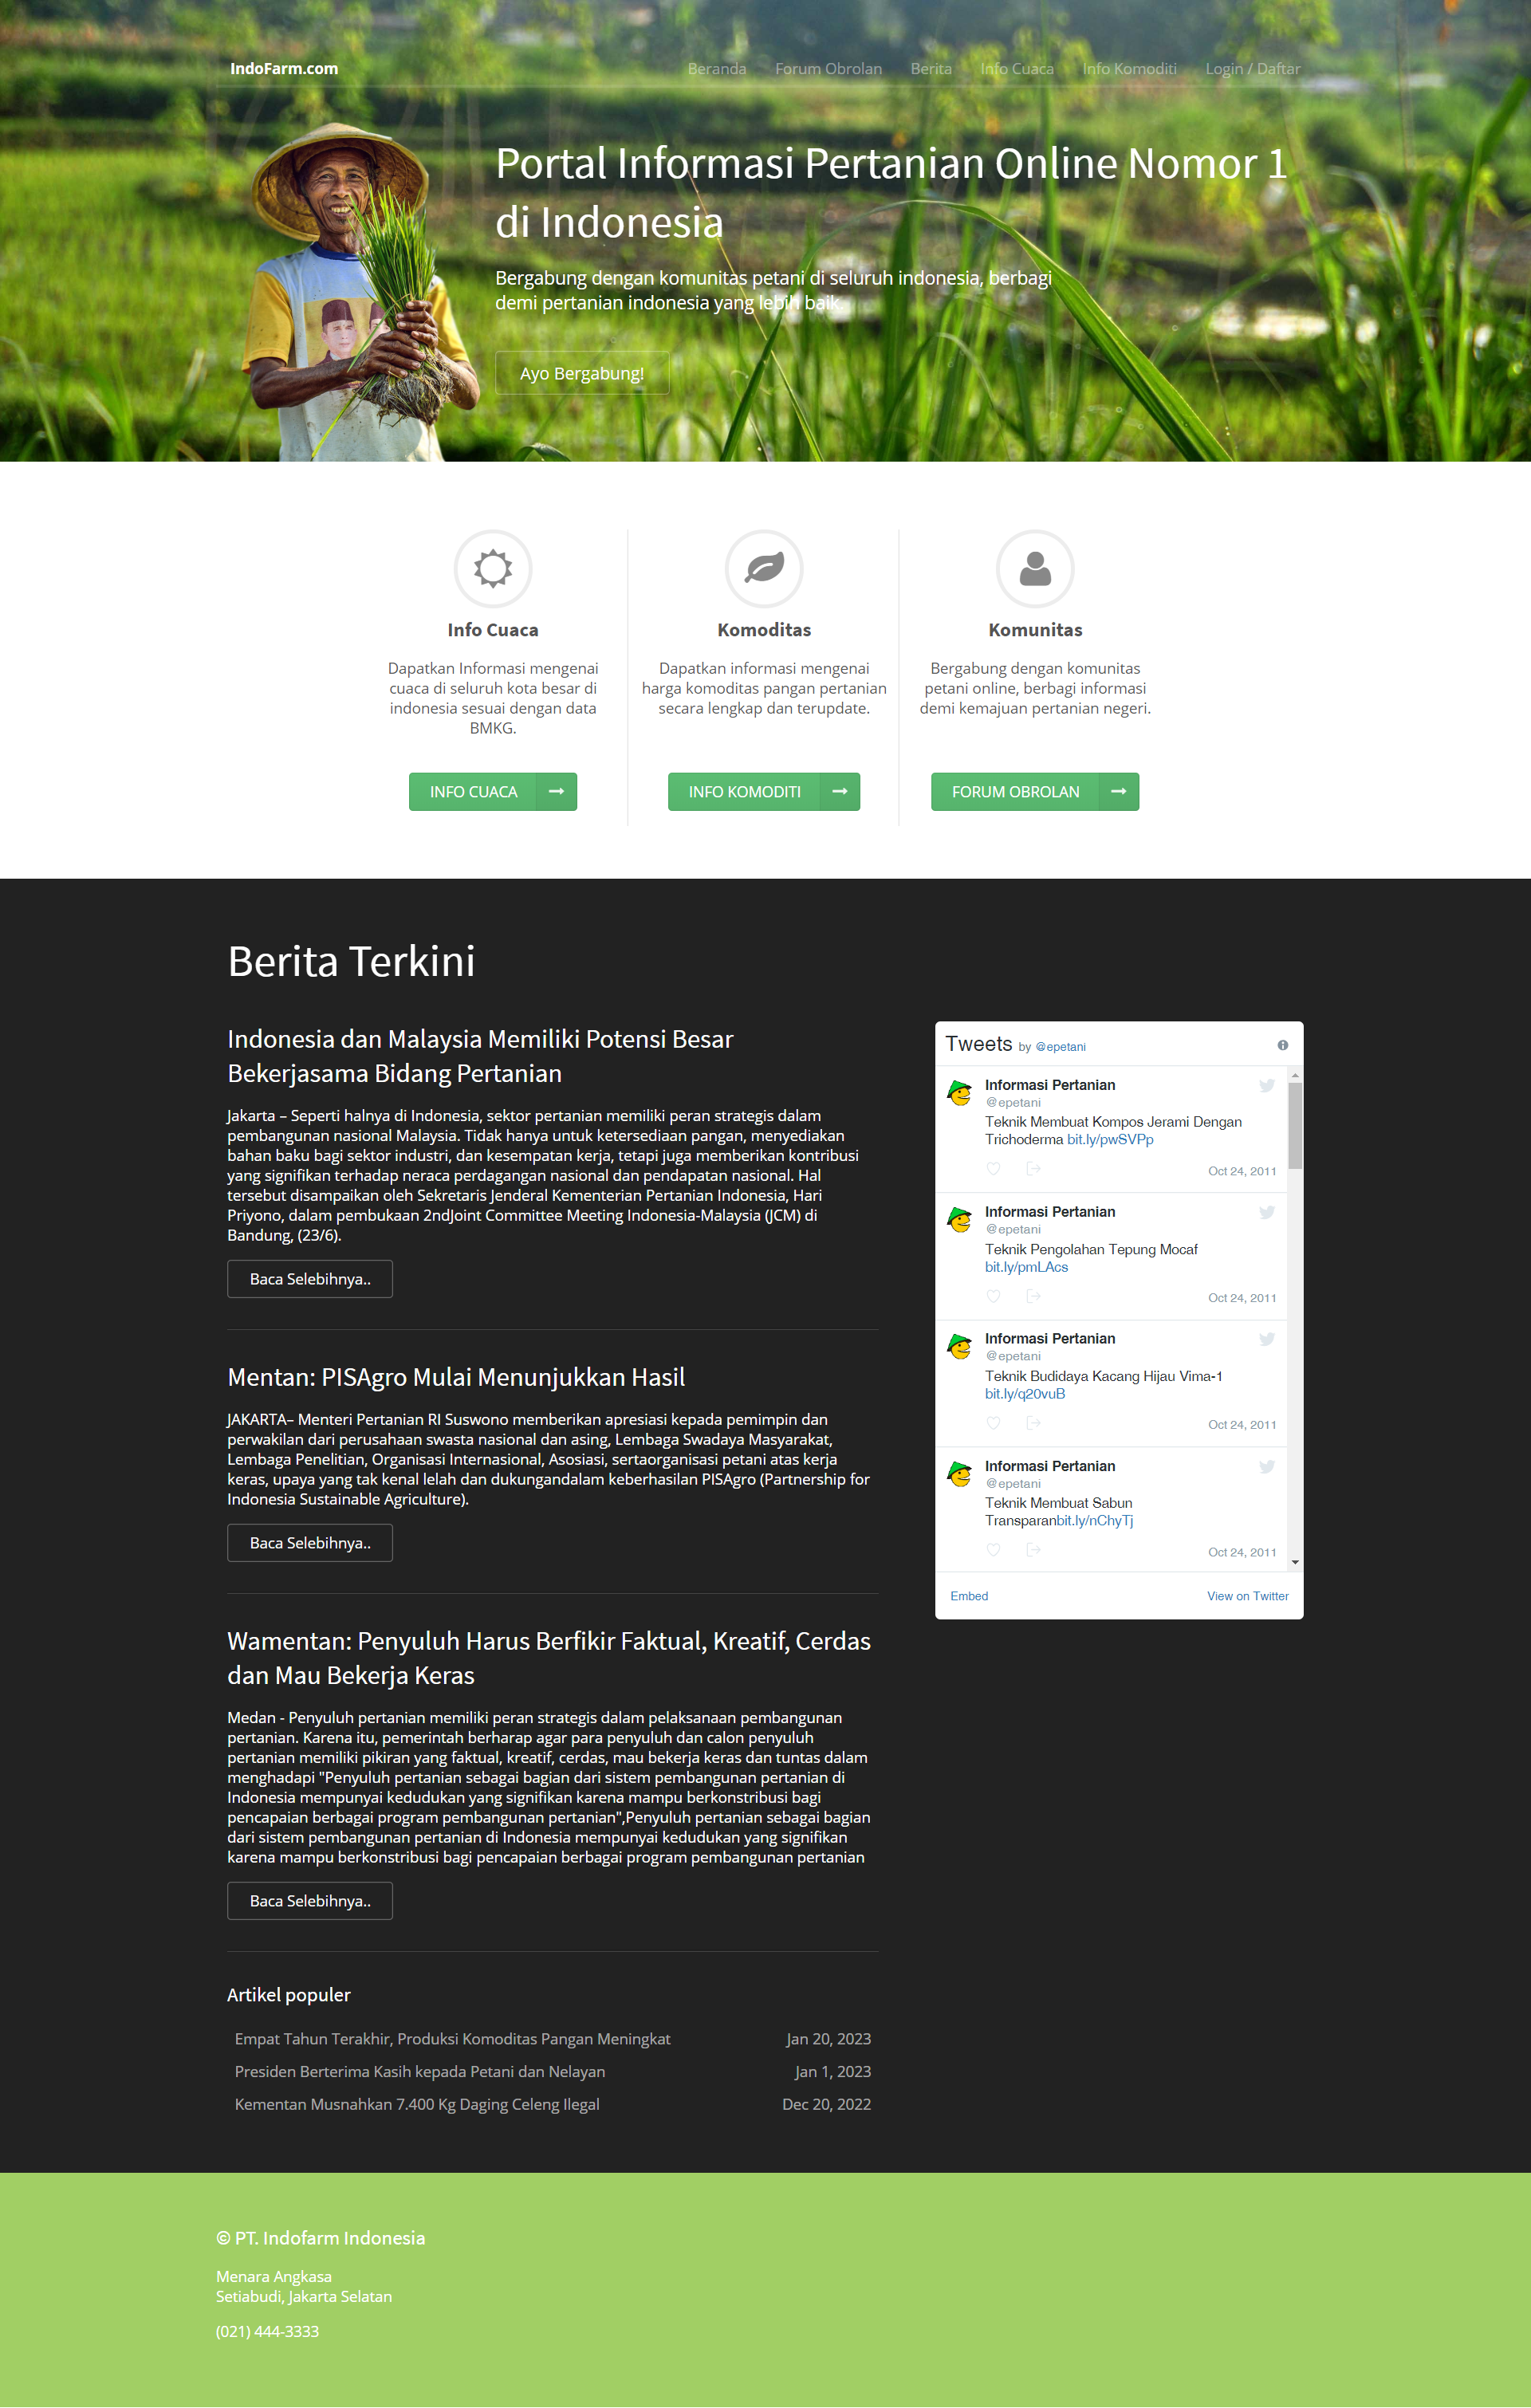 IndoFarm.com
Beranda Forum Obrolan Berita Info Cuaca Info Komoditi Login / Daftar
Portal Informasi Pertanian Online Nomor 1
di Indonesia
Bergabung dengan komunitas petani di seluruh indonesia, berbagi
demi pertanian indonesia yang lebih baik.
Ayo Bergabung!
Info Cuaca
Dapatkan Informasi mengenai
cuaca di seluruh kota besar di
indonesia sesuai dengan data
BMKG.
INFO CUACA
Komoditas
Dapatkan informasi mengenai
harga komoditas pangan pertanian
secara lengkap dan terupdate.
INFO KOMODITI
Komunitas
Bergabung dengan komunitas
petani online, berbagi informasi
demi kemajuan pertanian negeri.
FORUM OBROLAN
Berita Terkini
Indonesia dan Malaysia Memiliki Potensi Besar
Bekerjasama Bidang Pertanian
Jakarta – Seperti halnya di Indonesia, sektor pertanian memiliki peran strategis dalam
pembangunan nasional Malaysia. Tidak hanya untuk ketersediaan pangan, menyediakan
bahan baku bagi sektor industri, dan kesempatan kerja, tetapi juga memberikan kontribusi
yang signifikan terhadap neraca perdagangan nasional dan pendapatan nasional. Hal
tersebut disampaikan oleh Sekretaris Jenderal Kementerian Pertanian Indonesia, Hari
Priyono, dalam pembukaan 2ndJoint Committee Meeting Indonesia-Malaysia (JCM) di
Bandung, (23/6).
Baca Selebihnya..
Mentan: PISAgro Mulai Menunjukkan Hasil
JAKARTA– Menteri Pertanian RI Suswono memberikan apresiasi kepada pemimpin dan
perwakilan dari perusahaan swasta nasional dan asing, Lembaga Swadaya Masyarakat,
Lembaga Penelitian, Organisasi Internasional, Asosiasi, sertaorganisasi petani atas kerja
keras, upaya yang tak kenal lelah dan dukungandalam keberhasilan PISAgro (Partnership for
Indonesia Sustainable Agriculture).
Baca Selebihnya..
Wamentan: Penyuluh Harus Berfikir Faktual, Kreatif, Cerdas
dan Mau Bekerja Keras
Medan - Penyuluh pertanian memiliki peran strategis dalam pelaksanaan pembangunan
pertanian. Karena itu, pemerintah berharap agar para penyuluh dan calon penyuluh
pertanian memiliki pikiran yang faktual, kreatif, cerdas, mau bekerja keras dan tuntas dalam
menghadapi "Penyuluh pertanian sebagai bagian dari sistem pembangunan pertanian di
Indonesia mempunyai kedudukan yang signifikan karena mampu berkonstribusi bagi
pencapaian berbagai program pembangunan pertanian",Penyuluh pertanian sebagai bagian
dari sistem pembangunan pertanian di Indonesia mempunyai kedudukan yang signifikan
karena mampu berkonstribusi bagi pencapaian berbagai program pembangunan pertanian
Baca Selebihnya..
Artikel populer
Empat Tahun Terakhir, Produksi Komoditas Pangan Meningkat Jan 20, 2023
Presiden Berterima Kasih kepada Petani dan Nelayan Jan 1, 2023
Kementan Musnahkan 7.400 Kg Daging Celeng Ilegal Dec 20, 2022
Tweets by @epetani
Informasi Pertanian
@epetani
Teknik Membuat Kompos Jerami Dengan
Trichoderma bit.ly/pwSVPp
Oct 24, 2011
Informasi Pertanian
@epetani
Teknik Pengolahan Tepung Mocaf
bit.ly/pmLAcs
Oct 24, 2011
Informasi Pertanian
@epetani
Teknik Budidaya Kacang Hijau Vima-1
bit.ly/q20vuB
Oct 24, 2011
Informasi Pertanian
@epetani
Teknik Membuat Sabun
Transparanbit.ly/nChyTj
Oct 24, 2011
Embed View on Twitter
© PT. Indofarm Indonesia
Menara Angkasa
Setiabudi, Jakarta Selatan
(021) 444-3333